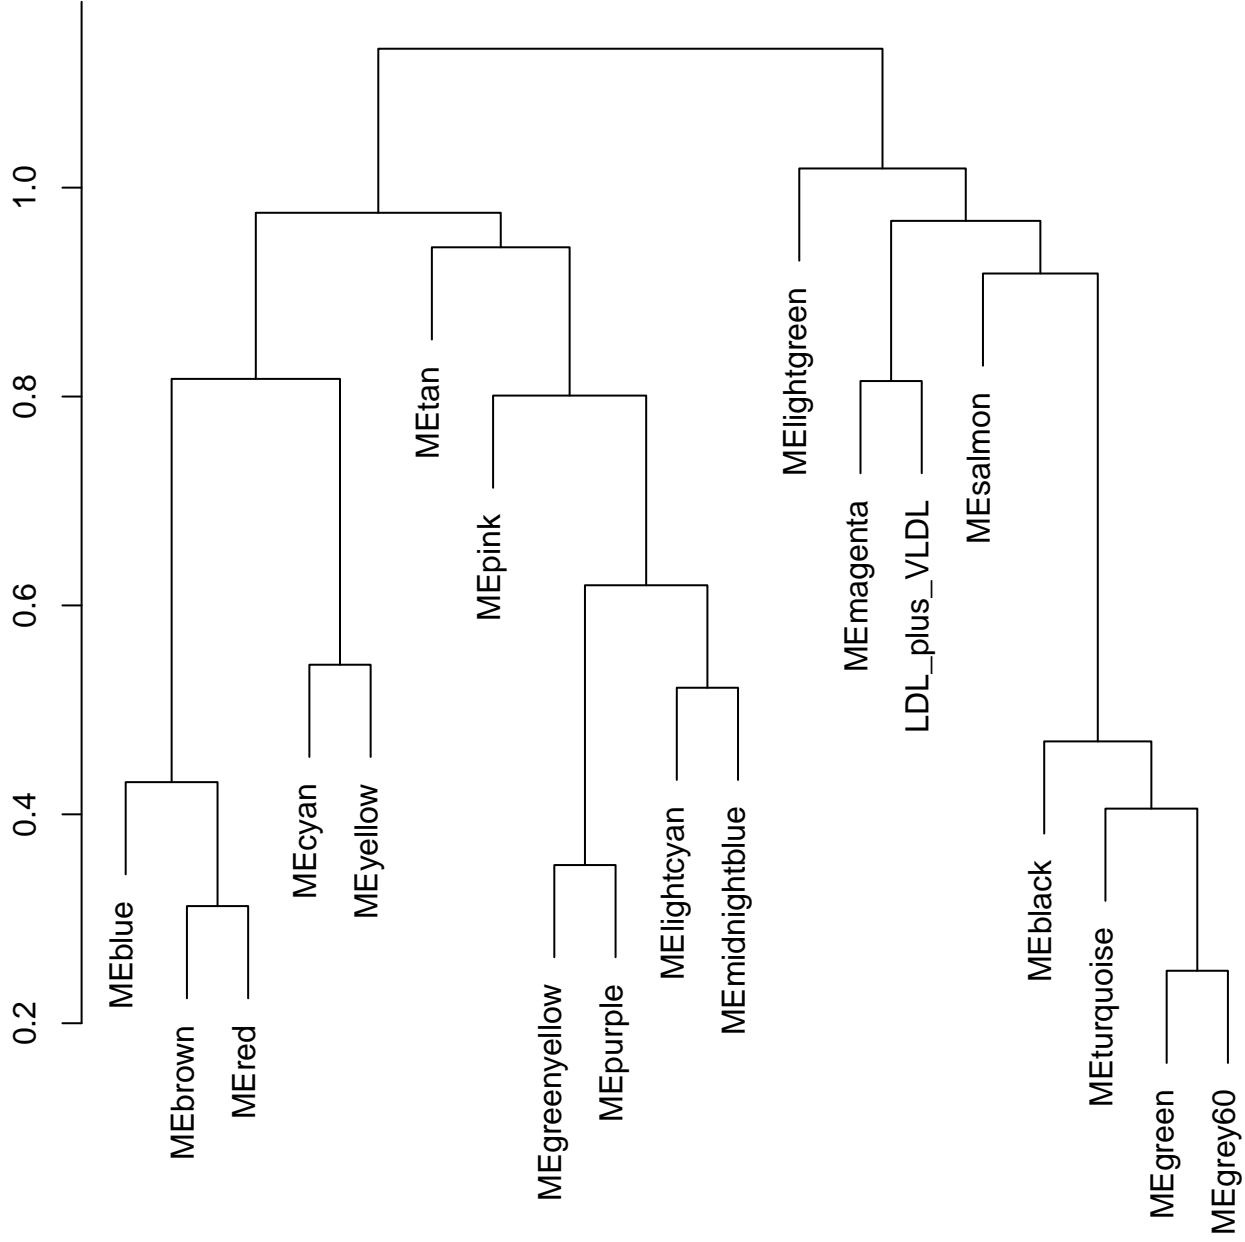 1.0
0.8
0.6
0.4
0.2
MEblue
MEbrown
MEred
MEcyan
MEyellow
MEtan
MEpink
MEgreenyellow
MEpurple
MElightcyan
MEmidnightblue
MElightgreen
MEmagenta
LDL_plus_VLDL
MEsalmon
MEblack
MEturquoise
MEgreen
MEgrey60